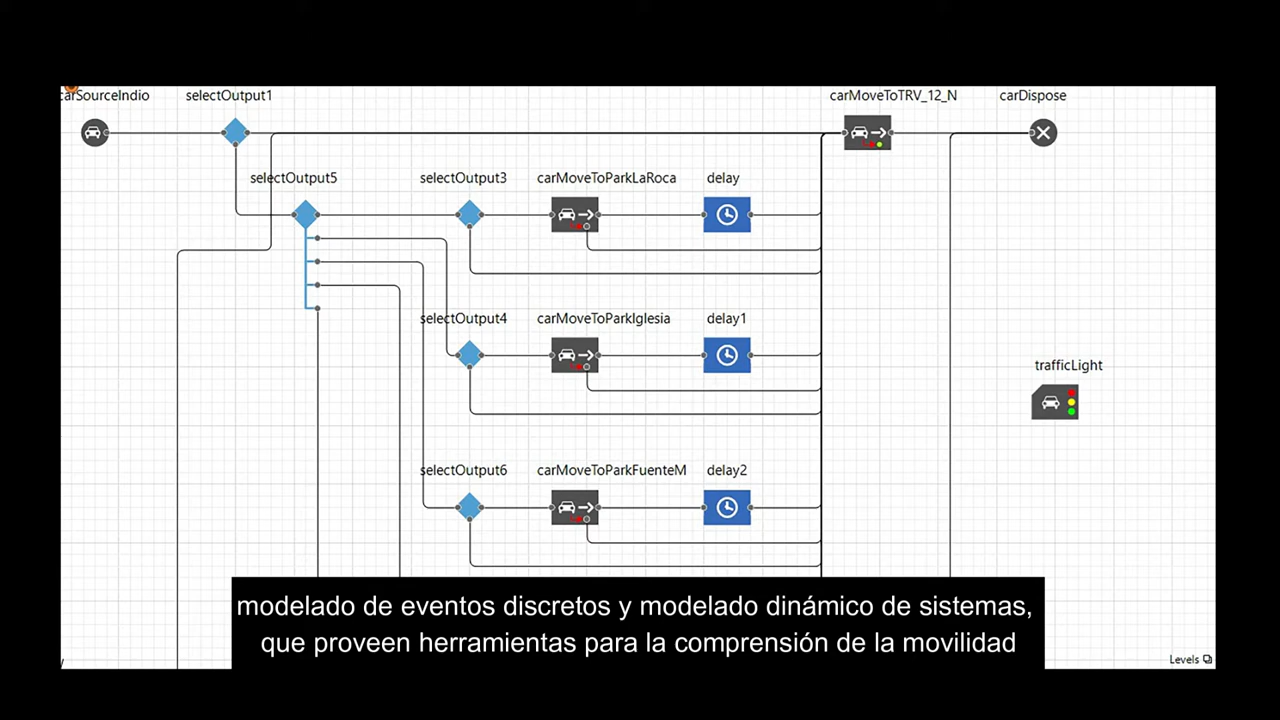 carSourceIndio
selectOutput1
carMoveToTRV_12_N
carDispose
selectOutput5
selectOutput3
carMoveToParkLaRoca
delay
selectOutput4
carMoveToParkIglesia
delay1
trafficLight
selectOutput6
carMoveToParkFuenteM
delay2
modelado de eventos discretos y modelado dinámico de sistemas,
que proveen herramientas para la comprensión de la movilidad
Levels